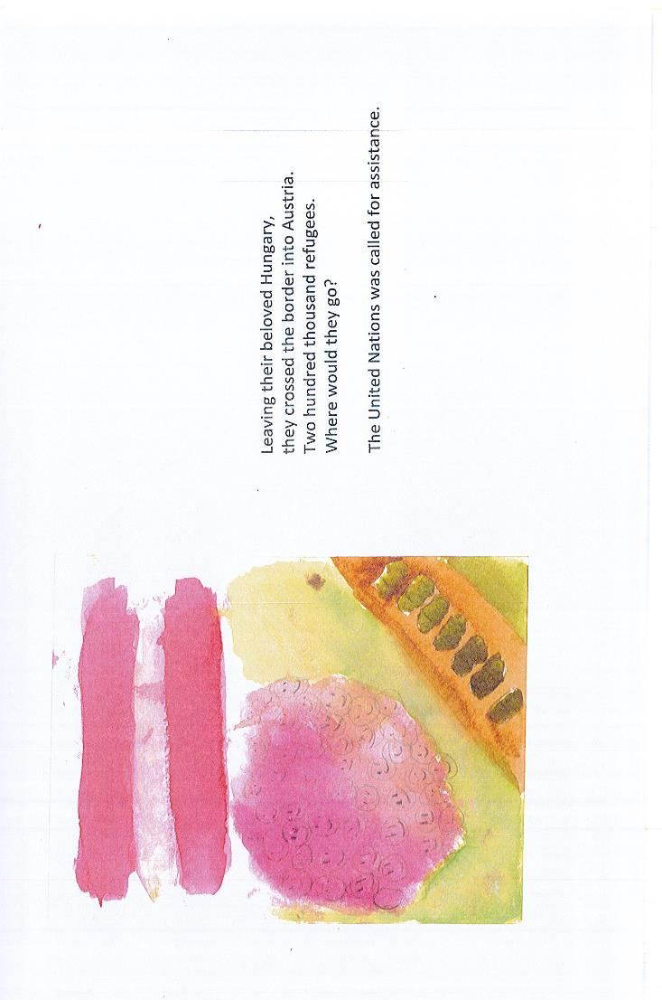 Leaving their beloved Hungary,
they crossed the border into Austria.
Two hundred thousand refugees.
Where would they go?
The United Nations was called for assistance.